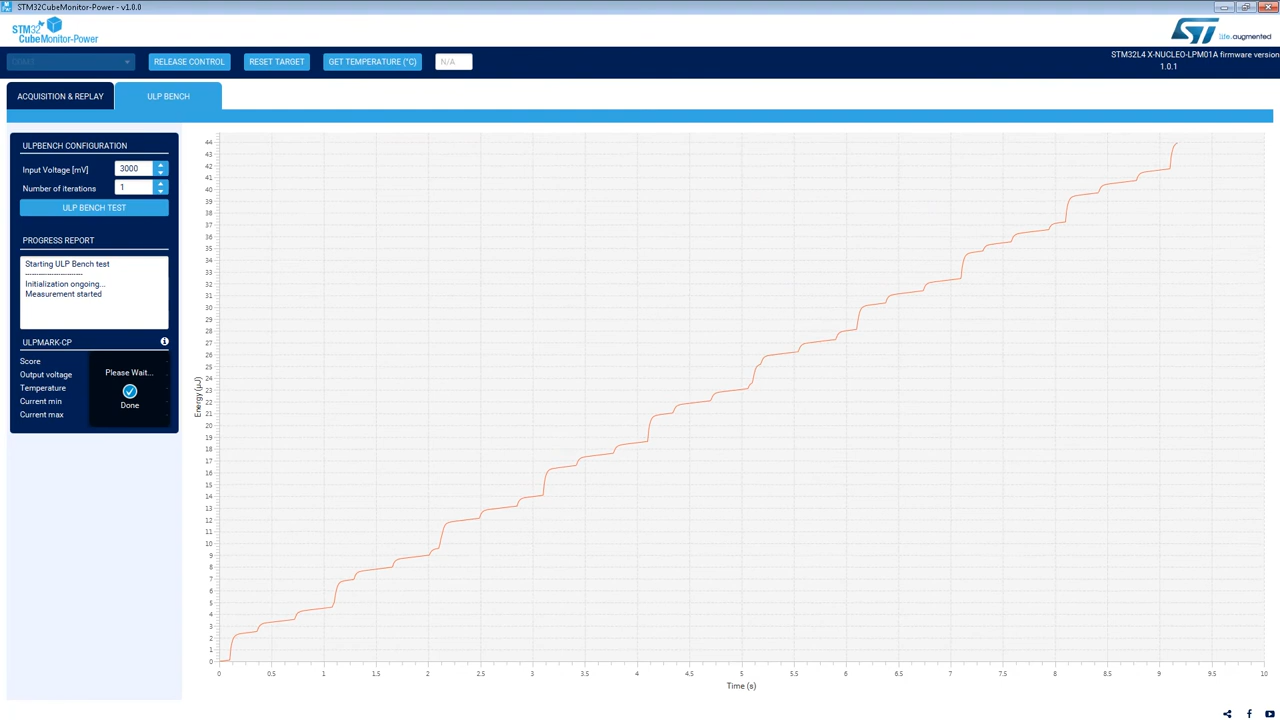 STM32CubeMonitor-Power - v1.0.0
STM32
CubeMonitor-Power
ST life.augmented
RELEASE CONTROL
RESET TARGET
GET TEMPERATURE (°C)
N/A
STM32L4 X-NUCLEO-LPM01A firmware version
1.0.1
ACQUISITION & REPLAY
ULP BENCH
ULPBENCH CONFIGURATION
Input Voltage [mV] 3000
Number of iterations 1
ULP BENCH TEST
PROGRESS REPORT
Starting ULP Bench test
-----------------------
Initialization ongoing...
Measurement started
ULPMARK-CP
Score
Output voltage
Temperature
Current min
Current max
Please Wait...
Done
Energy (µJ)
44
43
42
41
40
39
38
37
36
35
34
33
32
31
30
29
28
27
26
25
24
23
22
21
20
19
18
17
16
15
14
13
12
11
10
9
8
7
6
5
4
3
2
1
0
0 0.5 1 1.5 2 2.5 3 3.5 4 4.5 5 5.5 6 6.5 7 7.5 8 8.5 9 9.5 10
Time (s)